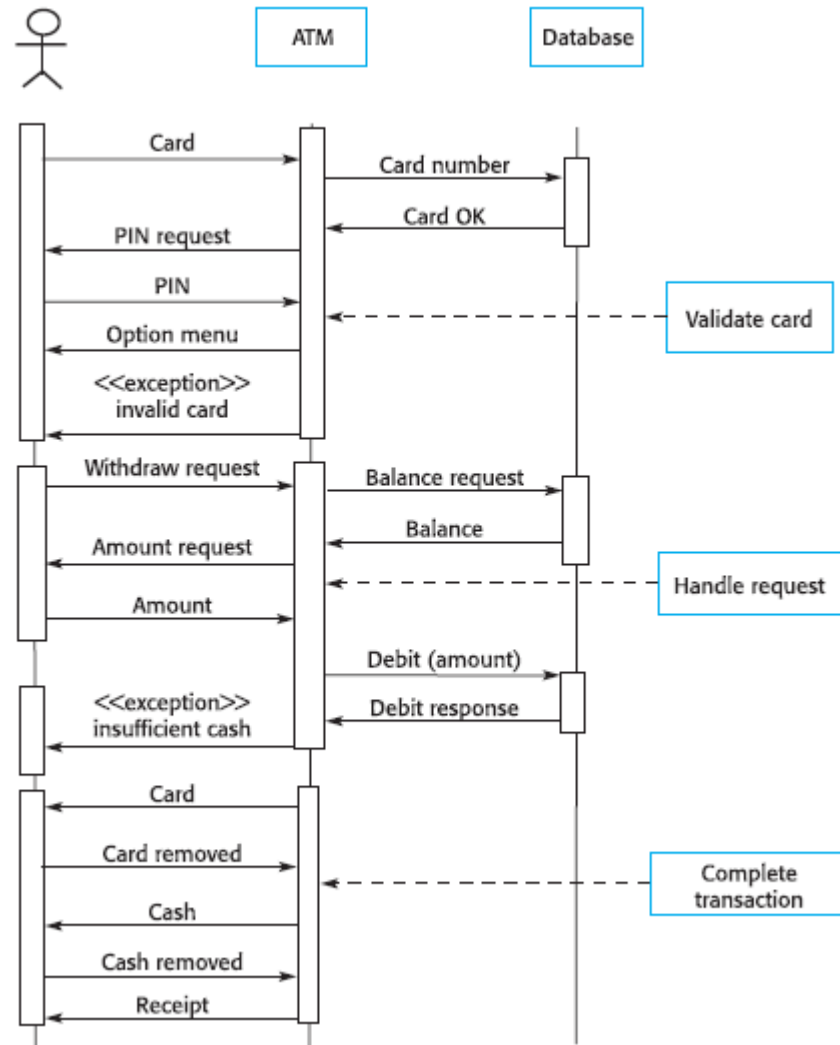 ATM
Database
Card
Card number
Card OK
PIN request
PIN
Validate card
Option menu
<<exception>>
invalid card
Withdraw request
Balance request
Balance
Amount request
Handle request
Amount
Debit (amount)
<<exception>>
insufficient cash
Debit response
Card
Card removed
Complete
transaction
Cash
Cash removed
Receipt